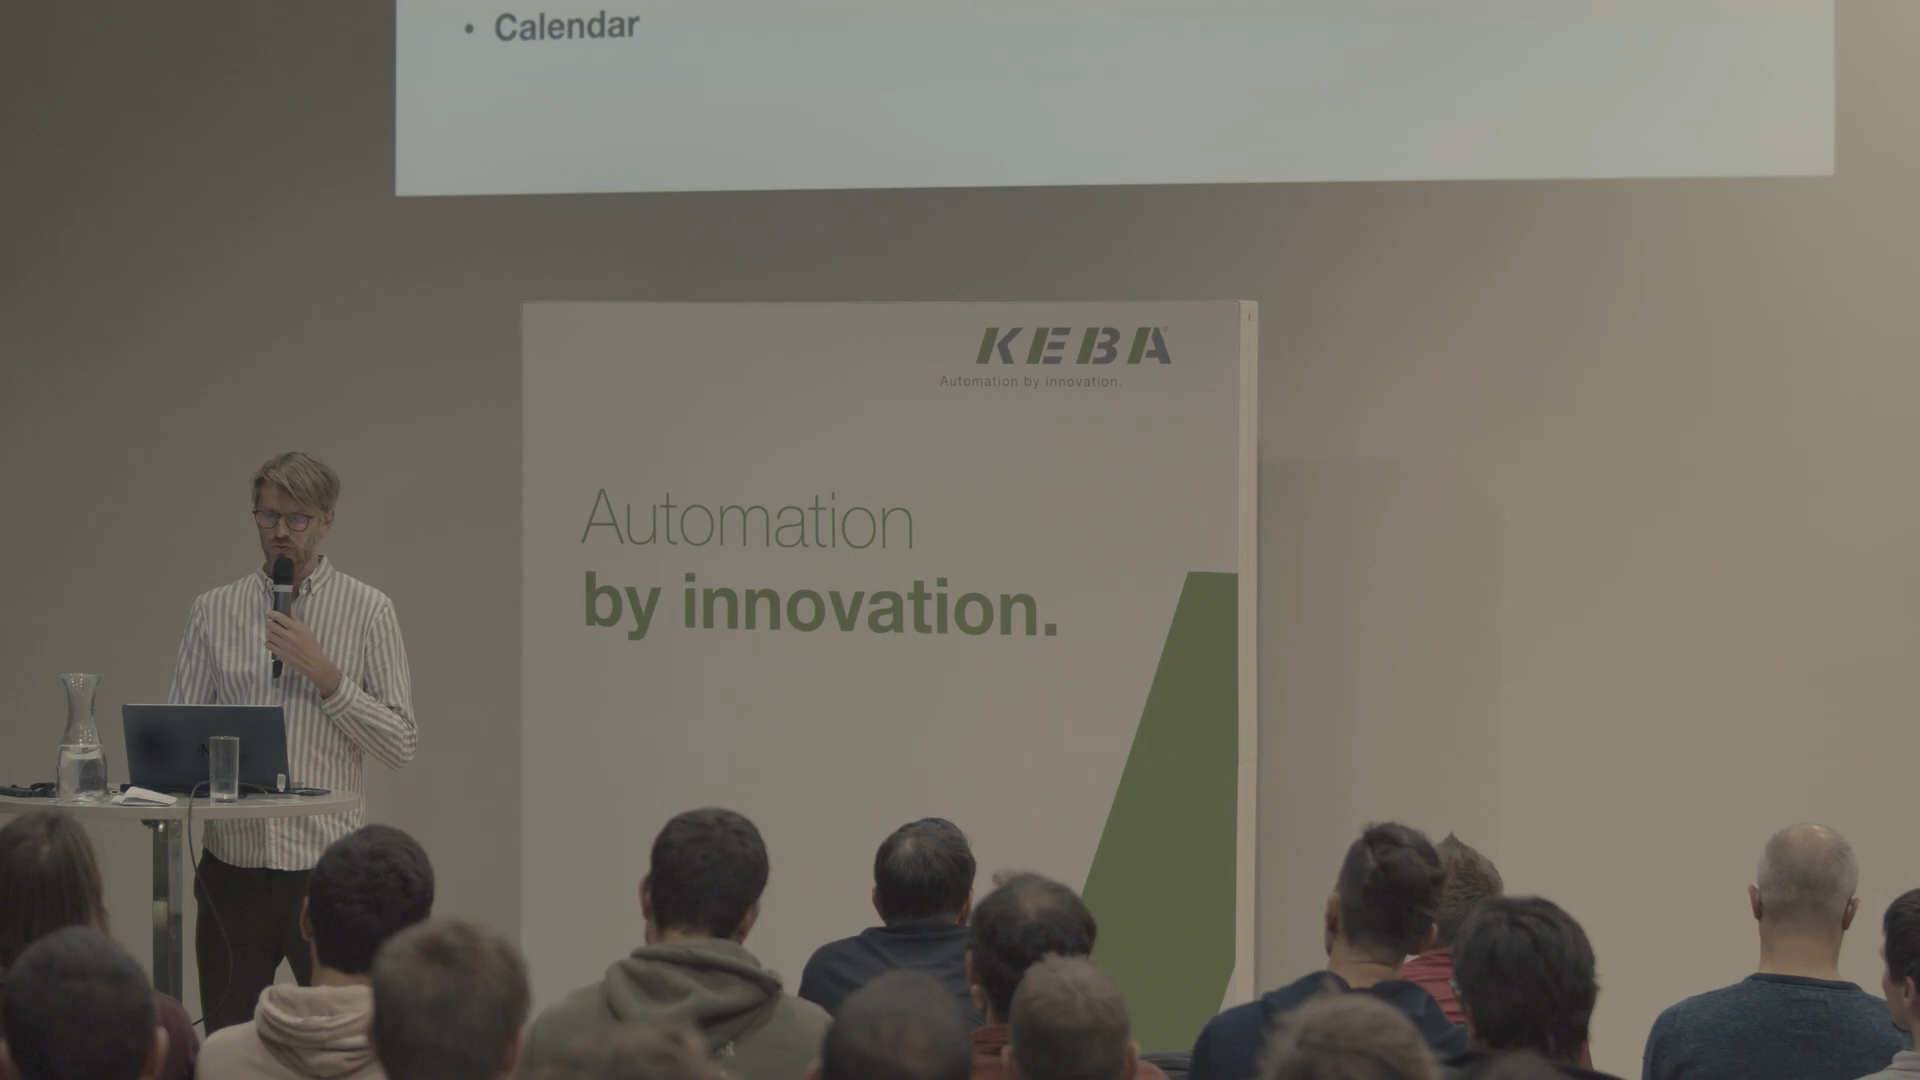 • Calendar
KEBA
Automation by innovation.
Automation
by innovation.